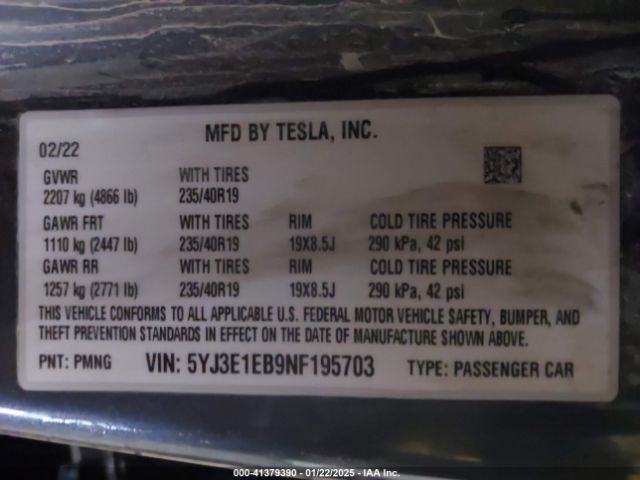 MFD BY TESLA, INC.
02/22
GVWR WITH TIRES
2207 kg (4866 lb) 235/40R19
GAWR FRT WITH TIRES RIM COLD TIRE PRESSURE
1110 kg (2447 lb) 235/40R19 19X8.5J 290 kPa, 42 psi
GAWR RR WITH TIRES RIM COLD TIRE PRESSURE
1257 kg (2771 lb) 235/40R19 19X8.5J 290 kPa, 42 psi
THIS VEHICLE CONFORMS TO ALL APPLICABLE U.S. FEDERAL MOTOR VEHICLE SAFETY, BUMPER, AND
THEFT PREVENTION STANDARDS IN EFFECT ON THE DATE OF MANUFACTURE SHOWN ABOVE.
PNT: PMNG VIN: 5YJ3E1EB9NF195703 TYPE: PASSENGER CAR
000-41379390 - 01/22/2025 - IAA Inc.